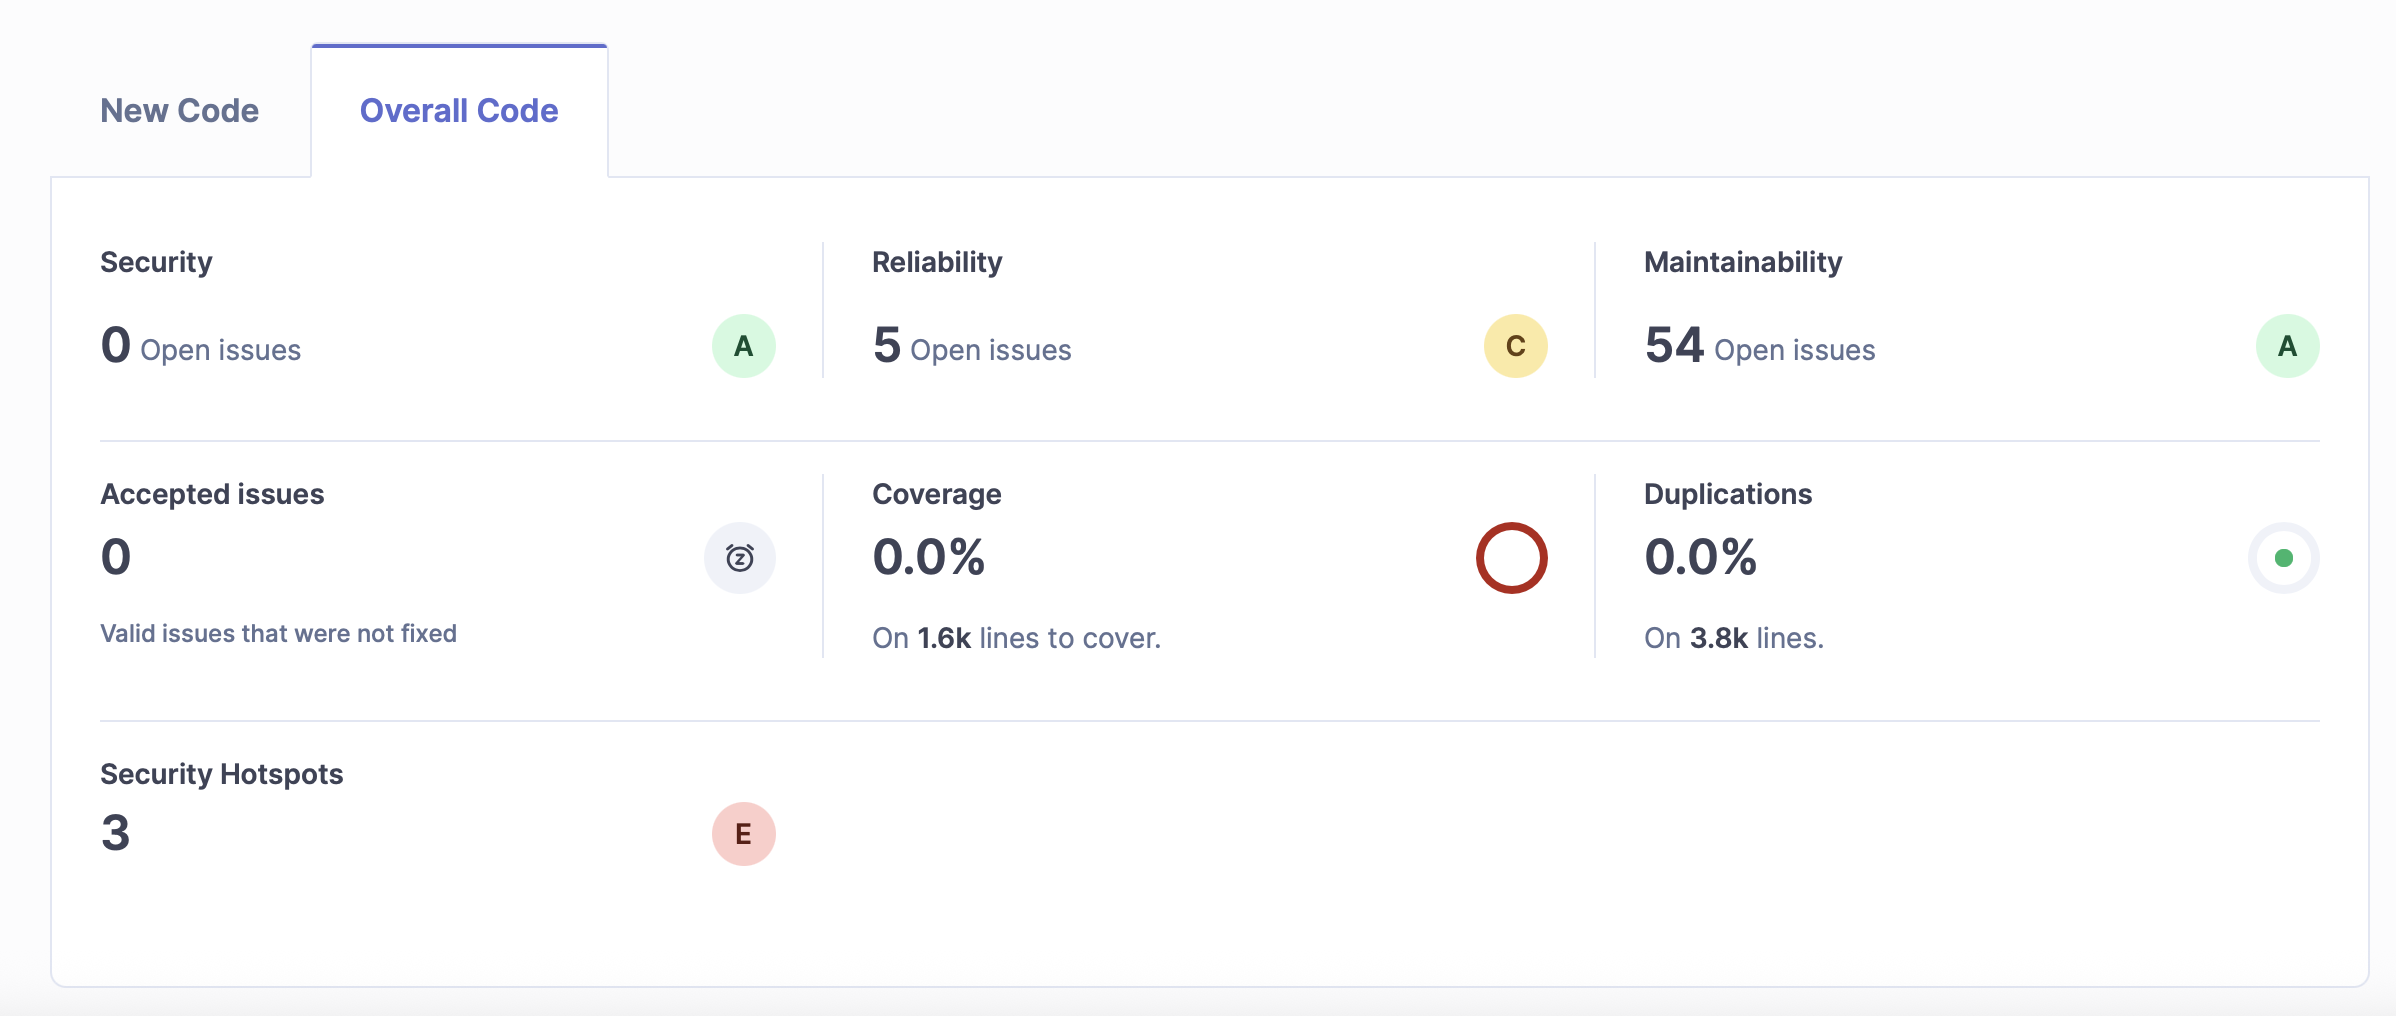 New Code
Overall Code
Security
0 Open issues
A
Reliability
5 Open issues
C
Maintainability
54 Open issues
A
Accepted issues
0
Valid issues that were not fixed
Coverage
0.0%
On 1.6k lines to cover.
Duplications
0.0%
On 3.8k lines.
Security Hotspots
3
E